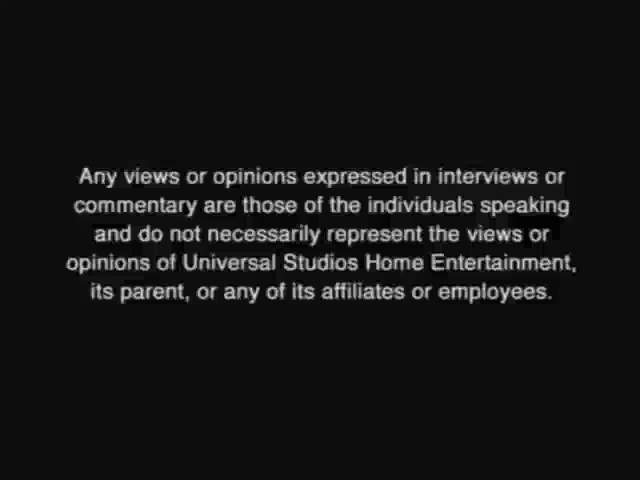 Any views or opinions expressed in interviews or
commentary are those of the individuals speaking
and do not necessarily represent the views or
opinions of Universal Studios Home Entertainment,
its parent, or any of its affiliates or employees.